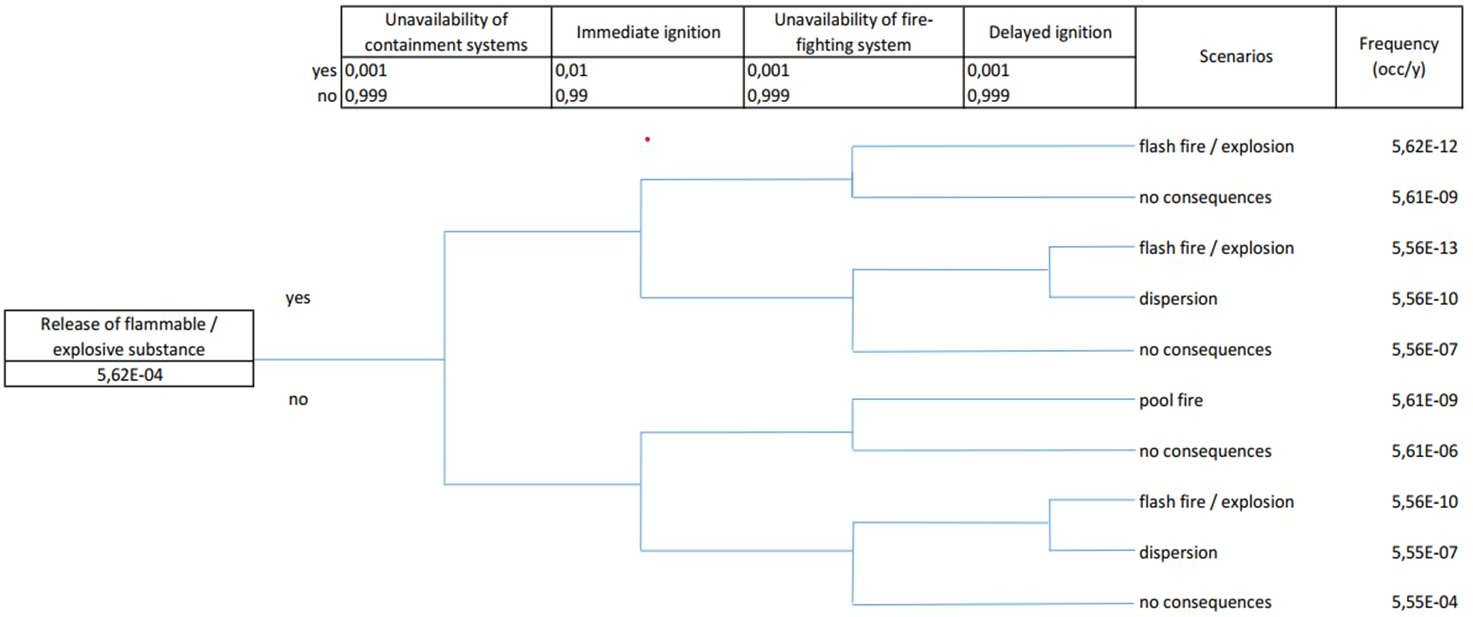 Unavailability of
containment systems
Immediate ignition
Unavailability of fire-
fighting system
Delayed ignition
Scenarios
Frequency
(occ/y)
yes 0,001 0,01 0,001 0,001
no 0,999 0,99 0,999 0,999
flash fire / explosion 5,62E-12
no consequences 5,61E-09
flash fire / explosion 5,56E-13
yes
dispersion 5,56E-10
Release of flammable /
explosive substance
5,62E-04
no consequences 5,56E-07
no
pool fire 5,61E-09
no consequences 5,61E-06
flash fire / explosion 5,56E-10
dispersion 5,55E-07
no consequences 5,55E-04